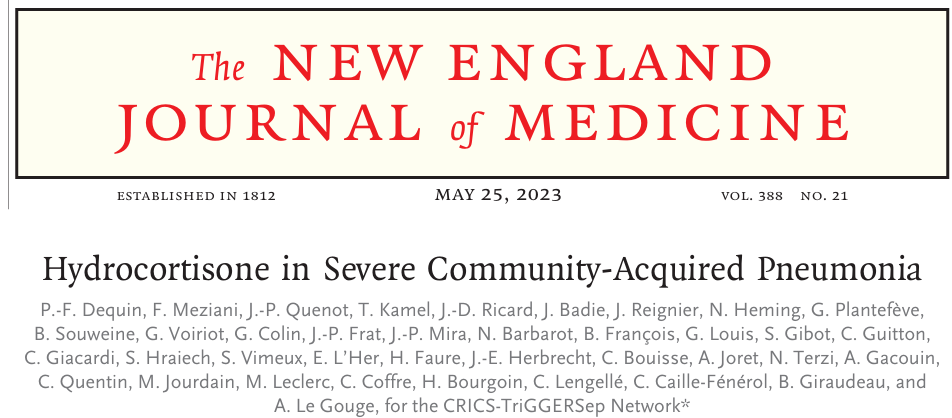 The NEW ENGLAND
JOURNAL of MEDICINE
ESTABLISHED IN 1812 MAY 25, 2023 VOL. 388 NO. 21
Hydrocortisone in Severe Community-Acquired Pneumonia
P.-F. Dequin, F. Meziani, J.-P. Quenot, T. Kamel, J.-D. Ricard, J. Badie, J. Reignier, N. Heming, G. Plantefève,
B. Souweine, G. Voiriot, G. Colin, J.-P. Frat, J.-P. Mira, N. Barbarot, B. François, G. Louis, S. Gibot, C. Guitton,
C. Giacardi, S. Hraiech, S. Vimeux, E. L’Her, H. Faure, J.-E. Herbrecht, C. Bouisse, A. Joret, N. Terzi, A. Gacouin,
C. Quentin, M. Jourdain, M. Leclerc, C. Coffre, H. Bourgoin, C. Lengellé, C. Caille-Fénérol, B. Giraudeau, and
A. Le Gouge, for the CRICS-TriGGERSep Network*